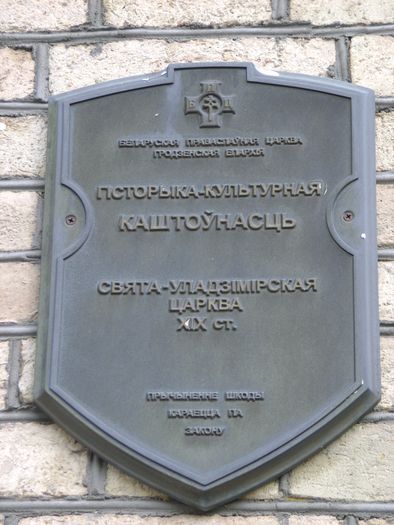 Б П Ц
БЕЛАРУСКАЯ ПРАВАСЛАЎНАЯ ЦАРКВА
ГРОДЗЕНСКАЯ ЕПАРХІЯ
ГІСТОРЫКА-КУЛЬТУРНАЯ
КАШТОЎНАСЦЬ
СВЯТА-УЛАДЗІМІРСКАЯ
ЦАРКВА
XIX СТ.
ПРЫЧЫНЕННЕ ШКОДЫ
КАРАЕЦЦА ПА
ЗАКОНУ